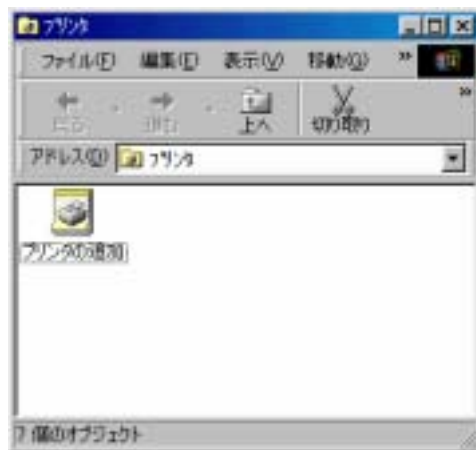 プリンタ
ファイル(F) 編集(E) 表示(V) 移動(G) »
戻る 進む 上へ 切り取り »
アドレス(D) プリンタ
プリンタの追加
個のオブジェクト